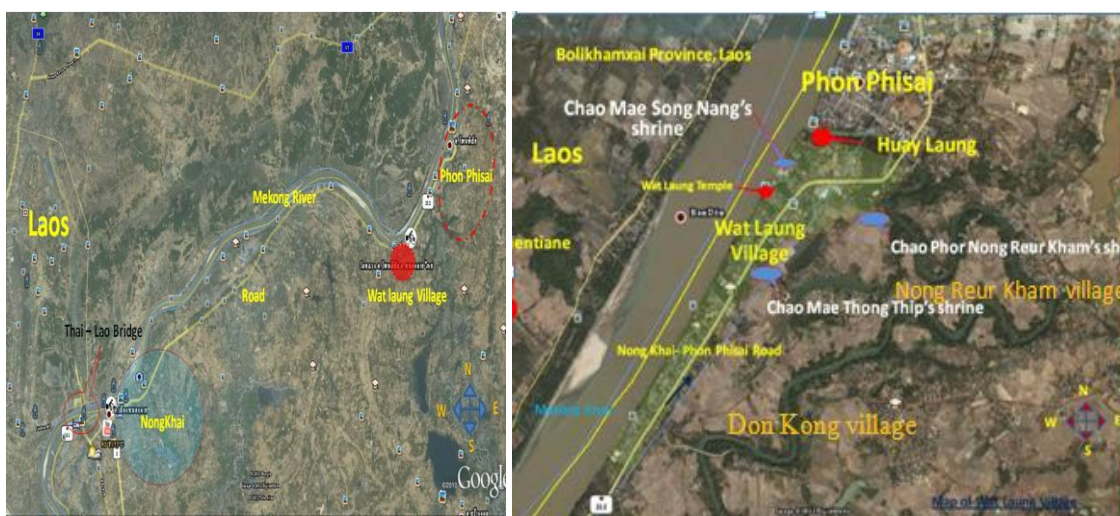 Phon Phisai
Mekong River
Laos
Wat laung Village
Road
Thai – Lao Bridge
NongKhai
N
W
E
S
Google
Bolikhamxai Province, Laos
Phon Phisai
Chao Mae Song Nang's
shrine
Huay Laung
Laos
Wat Laung Temple
Wat Laung
Village
Chao Phor Nong Reur Kham's sh
Nong Reur Kham village
Chao Mae Thong Thip's shrine
Nong Khai- Phon Phisai Road
Don Kong village
N
W
S
Map of Wat Laung Village